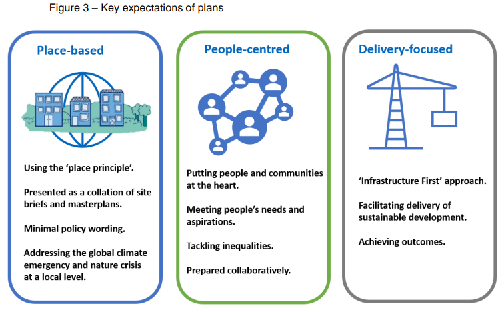 Figure 3 – Key expectations of plans
Place-based
Using the 'place principle'.
Presented as a collation of site
briefs and masterplans.
Minimal policy wording.
Addressing the global climate
emergency and nature crisis
at a local level.
People-centred
Putting people and communities
at the heart.
Meeting people's needs and
aspirations.
Tackling inequalities.
Prepared collaboratively.
Delivery-focused
'Infrastructure First' approach.
Facilitating delivery of
sustainable development.
Achieving outcomes.